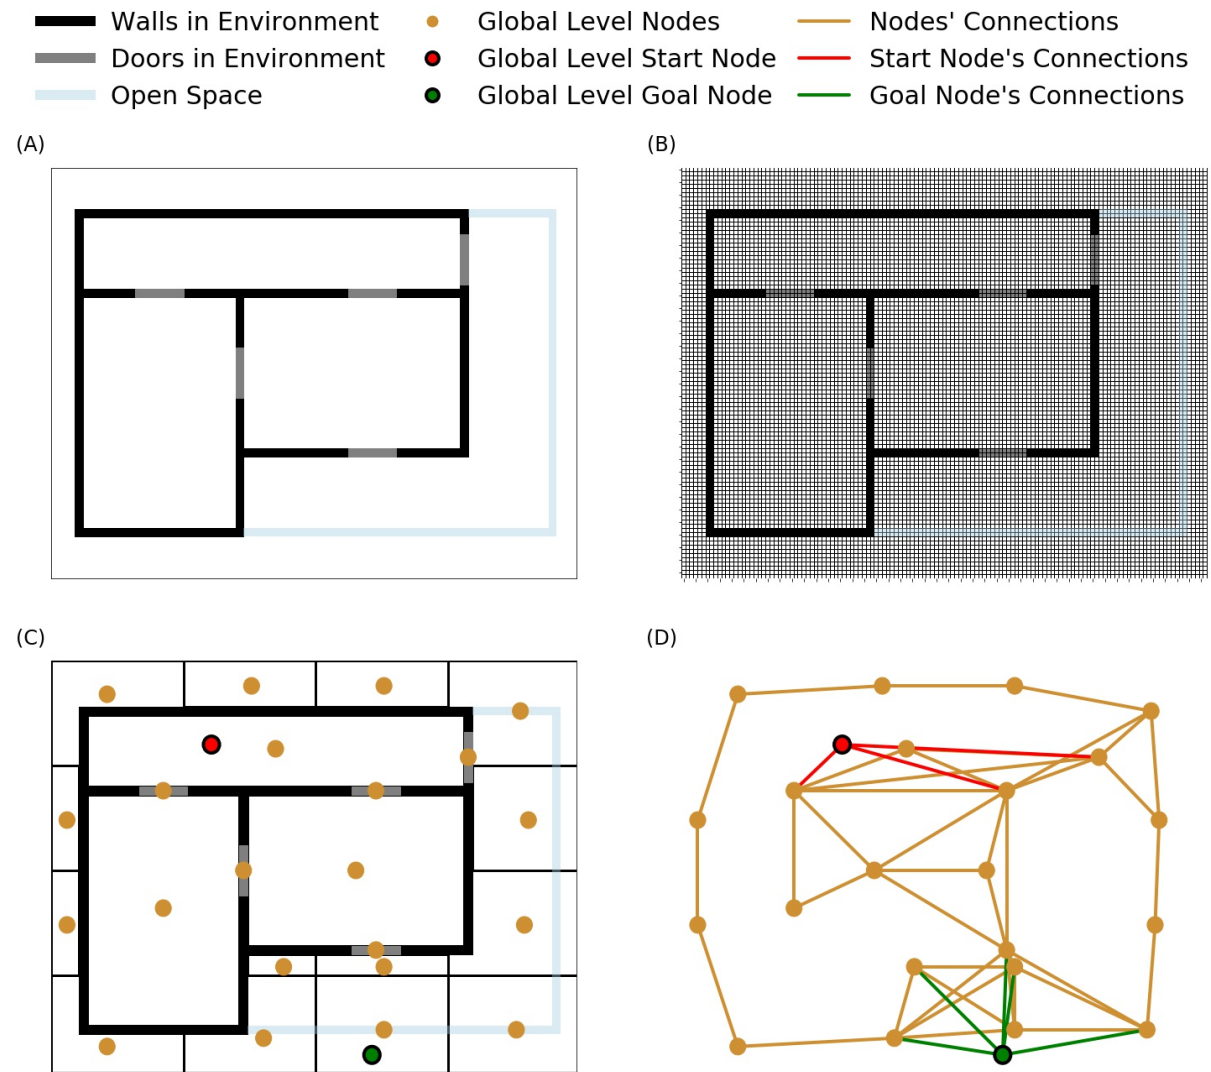 Walls in Environment
Global Level Nodes
Nodes' Connections
Doors in Environment
Global Level Start Node
Start Node's Connections
Open Space
Global Level Goal Node
Goal Node's Connections
(A)
(B)
(C)
(D)